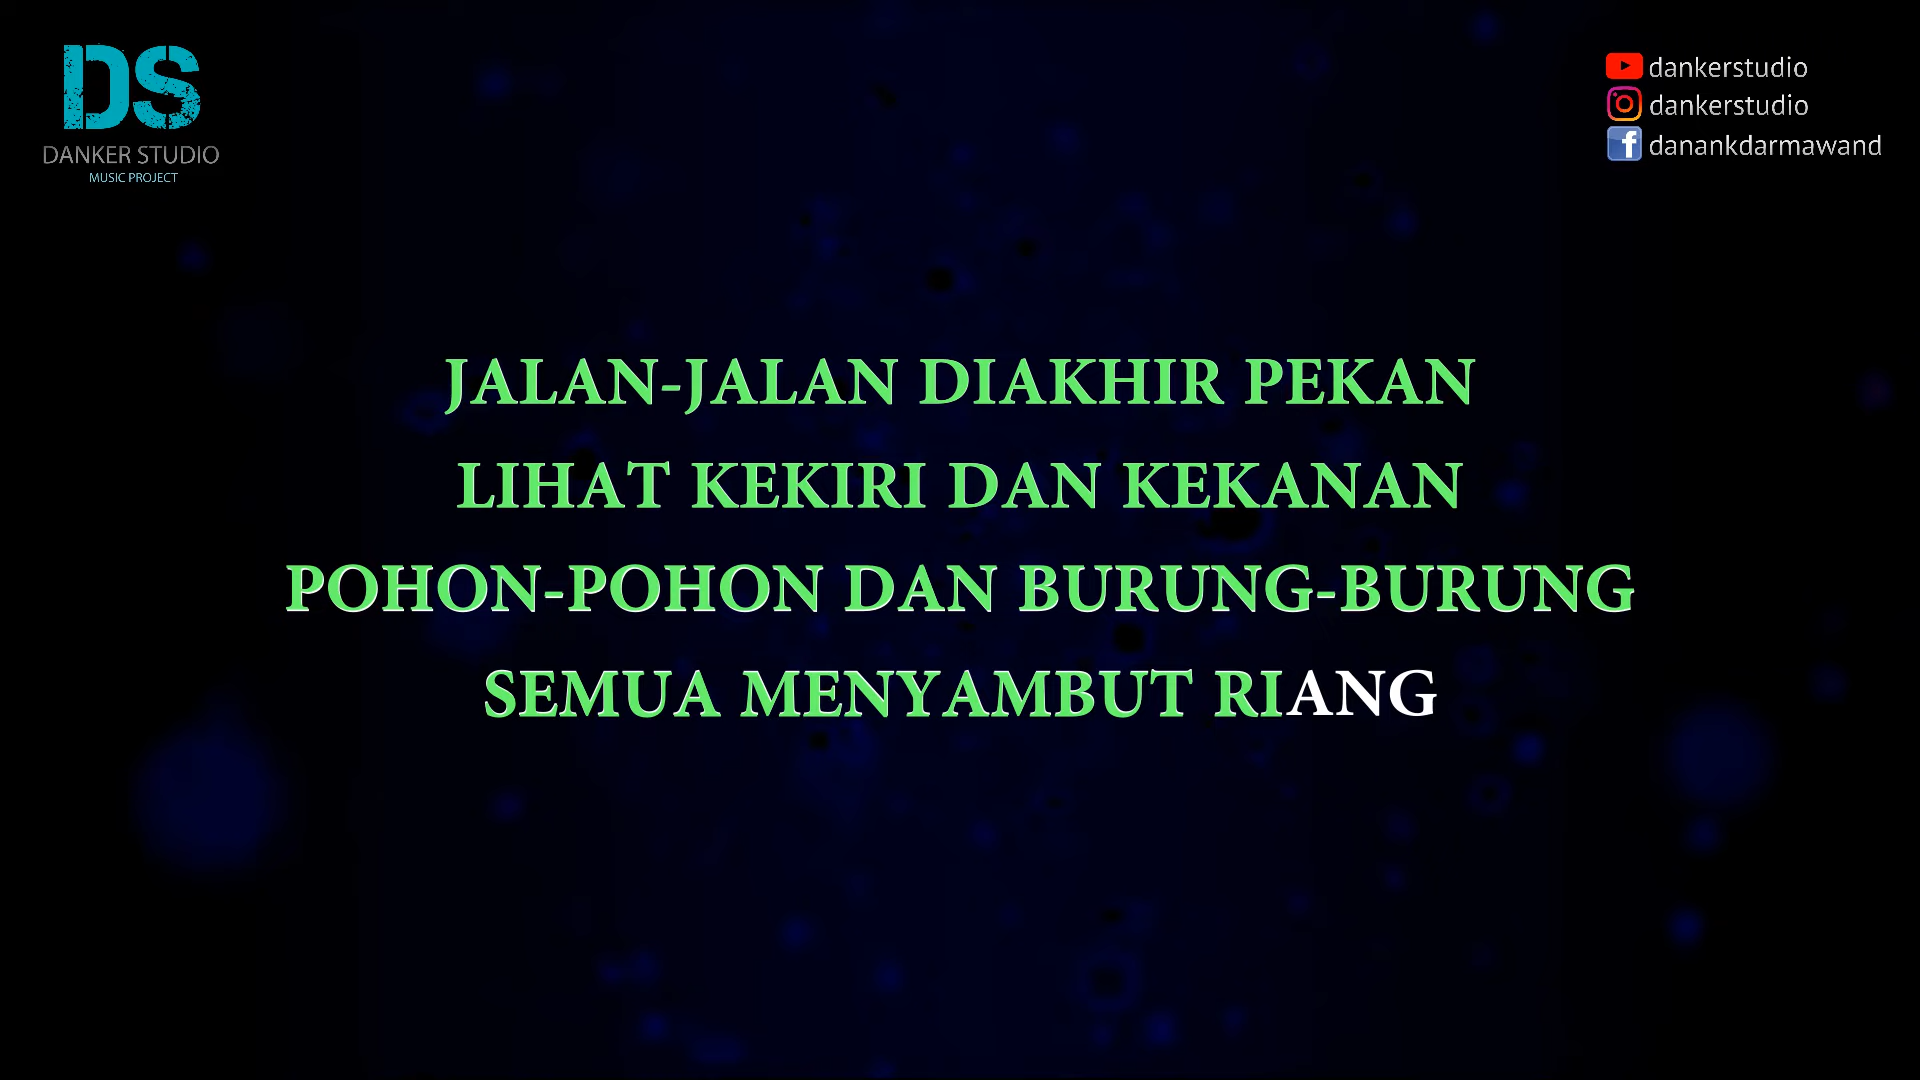 DS
DANKER STUDIO
MUSIC PROJECT
dankerstudio
dankerstudio
danankdarmawand
JALAN-JALAN DIAKHIR PEKAN
LIHAT KEKIRI DAN KEKANAN
POHON-POHON DAN BURUNG-BURUNG
SEMUA MENYAMBUT RIANG